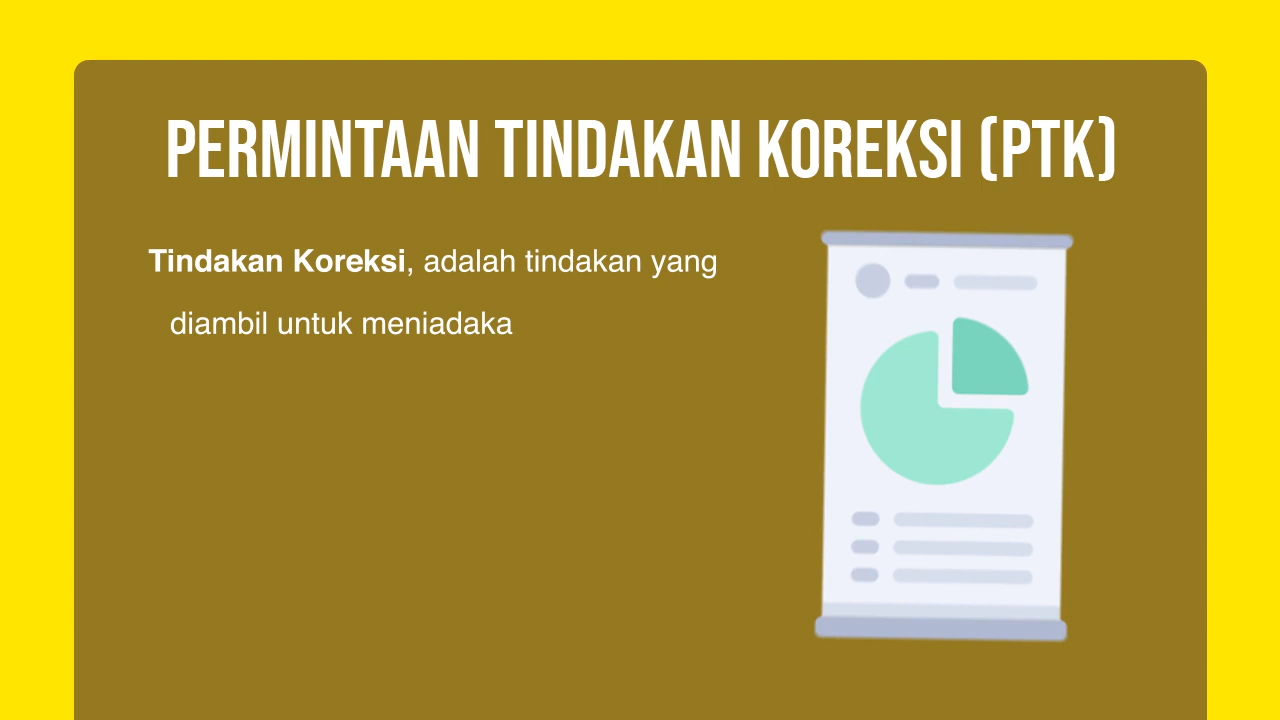 PERMINTAAN TINDAKAN KOREKSI (PTK)
Tindakan Koreksi, adalah tindakan yang
diambil untuk meniadaka